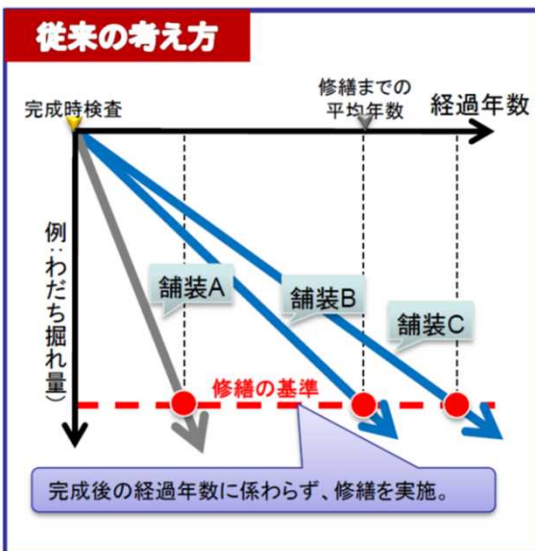 従来の考え方
完成時検査
修繕までの
平均年数
経過年数
例:わだち掘れ量)
舗装A
舗装B
舗装C
修繕の基準
完成後の経過年数に係わらず、修繕を実施。